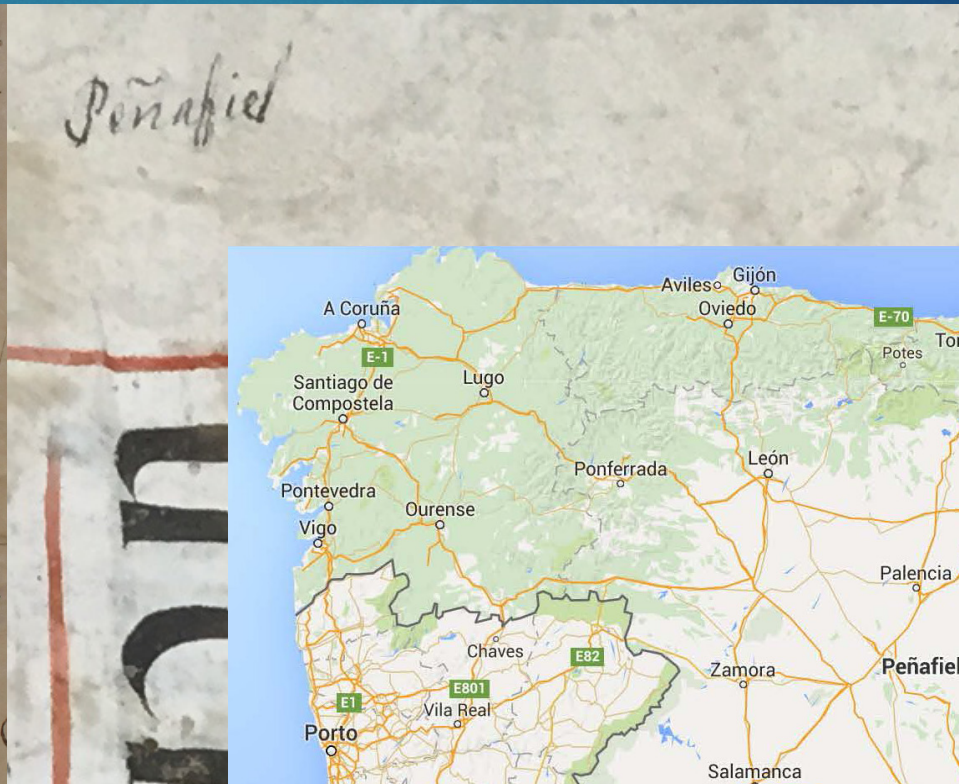 Peñafiel
Aviles
Gijón
A Coruña
Oviedo
E-70
E-1
Potes
Santiago de
Compostela
Lugo
León
Ponferrada
Pontevedra
Ourense
Vigo
Palencia
Chaves
E82
Zamora
Peñafiel
E801
E1
Vila Real
Porto
Salamanca